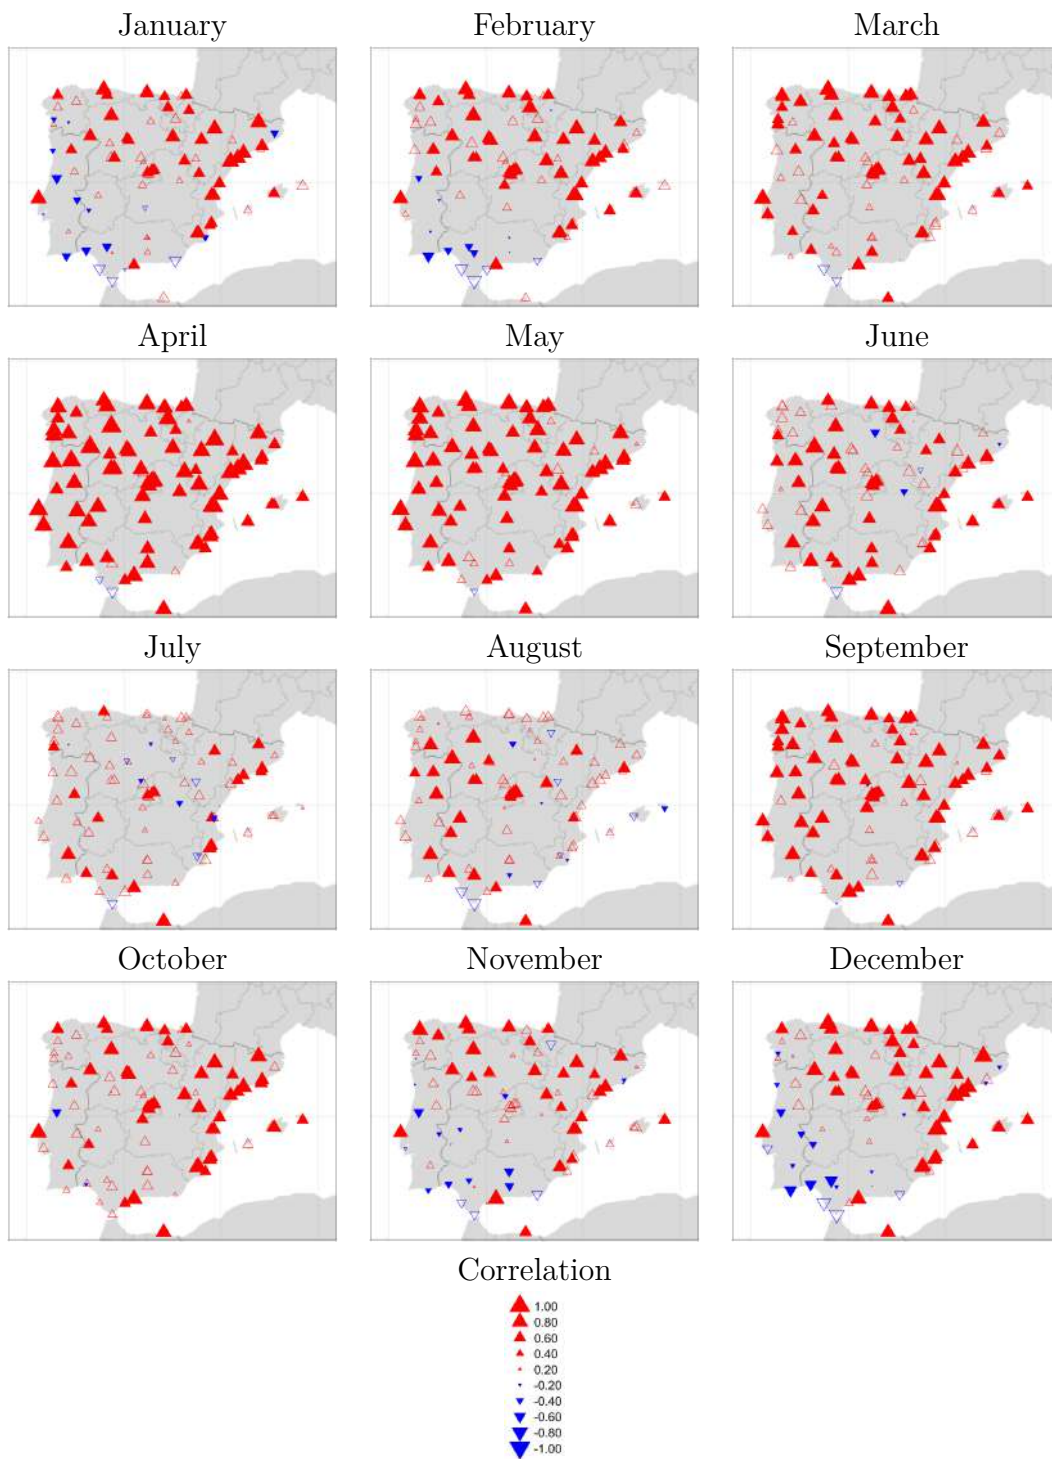 January February March
April May June
July August September
October November December
Correlation
1.00
0.80
0.60
0.40
0.20
-0.20
-0.40
-0.60
-0.80
-1.00